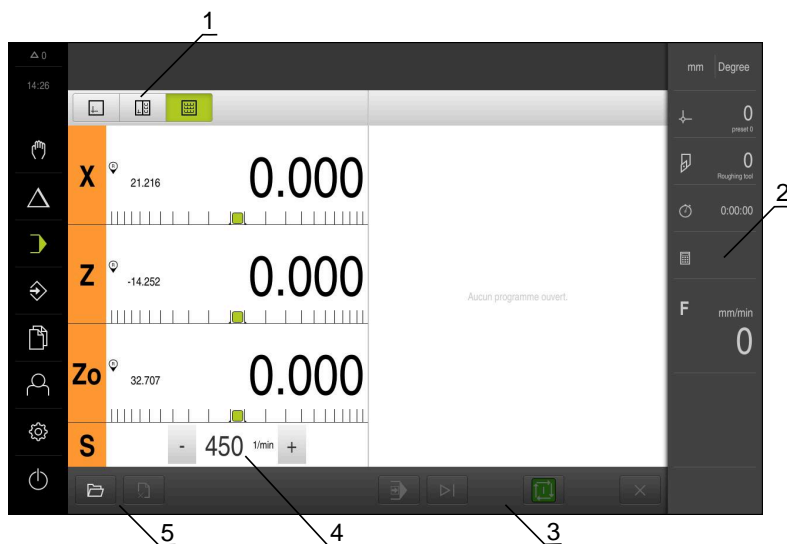 1
△ 0
14:26
mm Degree
0
preset 0
0
Roughing tool
2
0:00:00
F mm/min
0
X R 21.216 0.000
Z R -14.252 0.000
Zo R 32.707 0.000
S - 450 1/min +
Aucun programme ouvert.
5
4
3